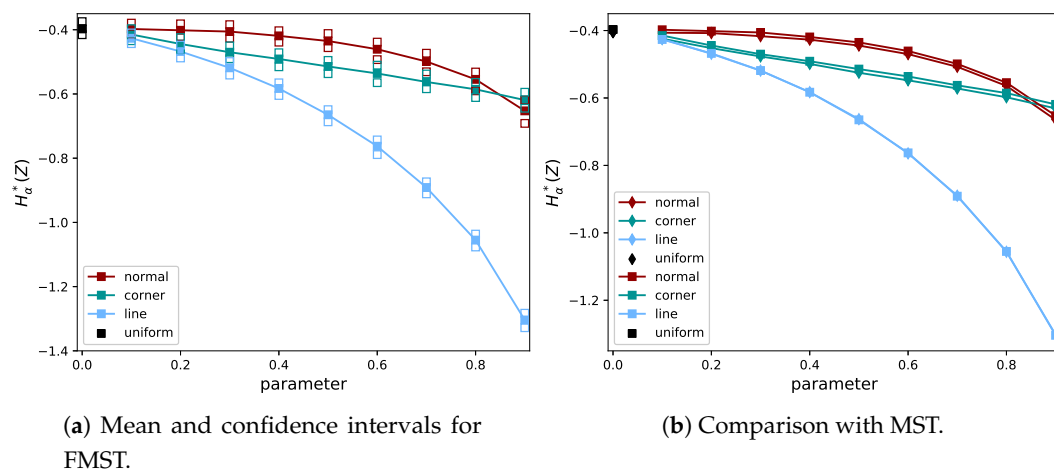 −0.4
−0.6
−0.8
−1.0
−1.2
−1.4
H*α(Z)
normal
corner
line
uniform
0.0 0.2 0.4 0.6 0.8
parameter
(a) Mean and confidence intervals for
FMST.
−0.4
−0.6
−0.8
−1.0
−1.2
H*α(Z)
normal
corner
line
uniform
normal
corner
line
uniform
0.0 0.2 0.4 0.6 0.8
parameter
(b) Comparison with MST.